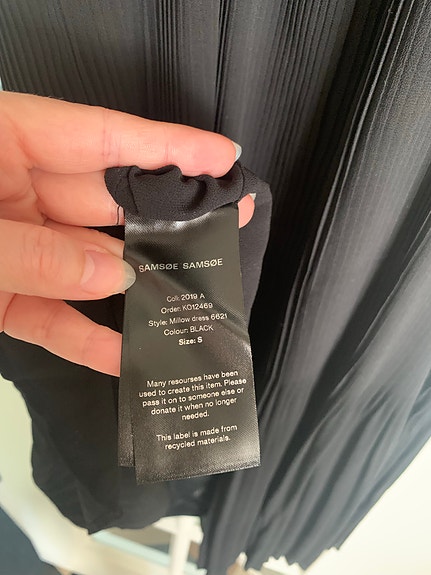 SAMSØE SAMSØE
Coll: 2019 A
Order: KO12469
Style: Millow dress 6621
Colour: BLACK
Size: S
Many resourses have been
used to create this item. Please
pass it on to someone else or
donate it when no longer
needed.
This label is made from
recycled materials.